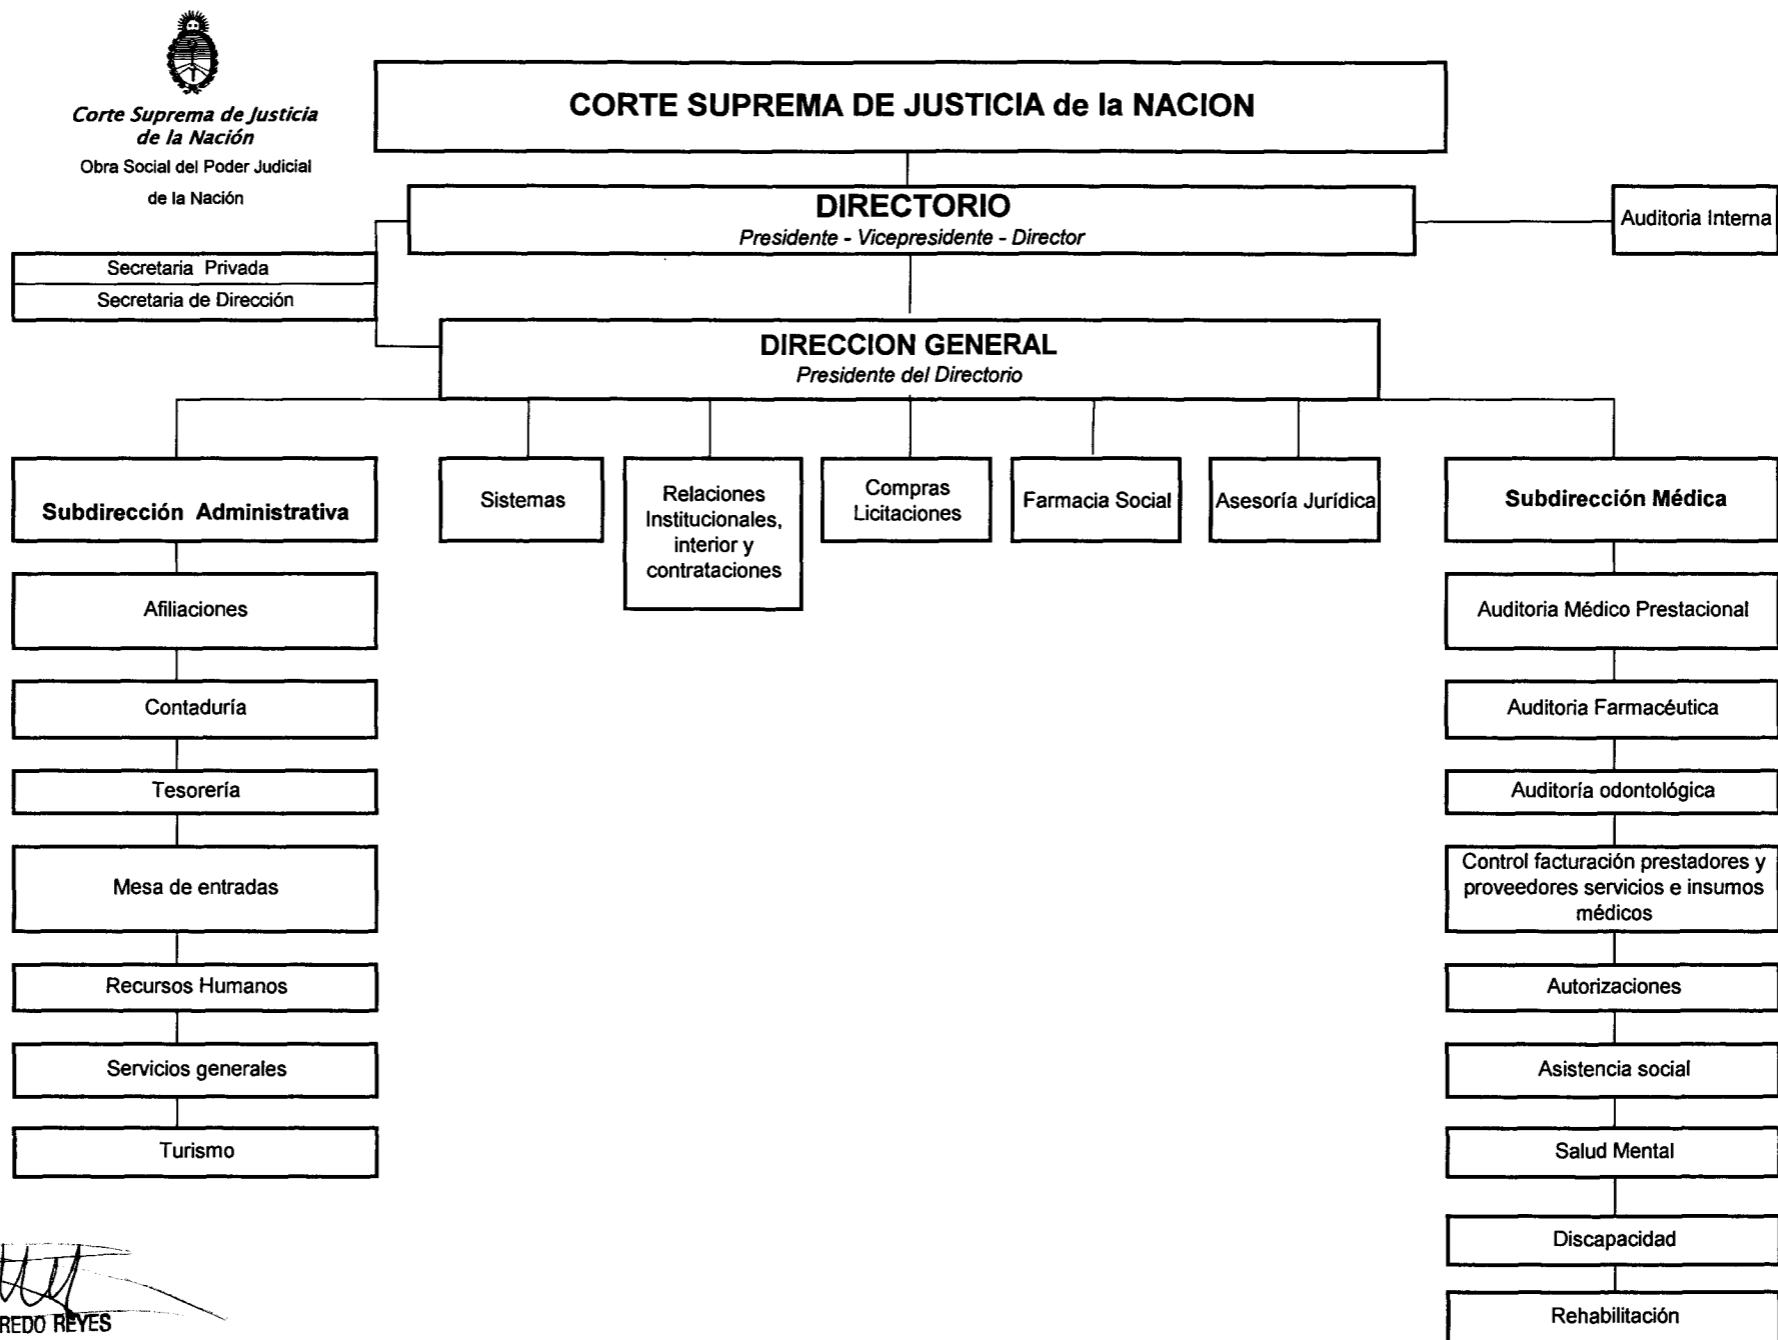 Corte Suprema de Justicia
de la Nación
Obra Social del Poder Judicial
de la Nación
CORTE SUPREMA DE JUSTICIA de la NACION
DIRECTORIO
Presidente - Vicepresidente - Director
Auditoria Interna
Secretaria Privada
Secretaria de Dirección
DIRECCION GENERAL
Presidente del Directorio
Subdirección Administrativa
Sistemas
Relaciones
Institucionales,
interior y
contrataciones
Compras
Licitaciones
Farmacia Social
Asesoría Jurídica
Subdirección Médica
Afiliaciones
Contaduría
Tesorería
Mesa de entradas
Recursos Humanos
Servicios generales
Turismo
Auditoria Médico Prestacional
Auditoria Farmacéutica
Auditoría odontológica
Control facturación prestadores y
proveedores servicios e insumos
médicos
Autorizaciones
Asistencia social
Salud Mental
Discapacidad
Rehabilitación
REDO REYES